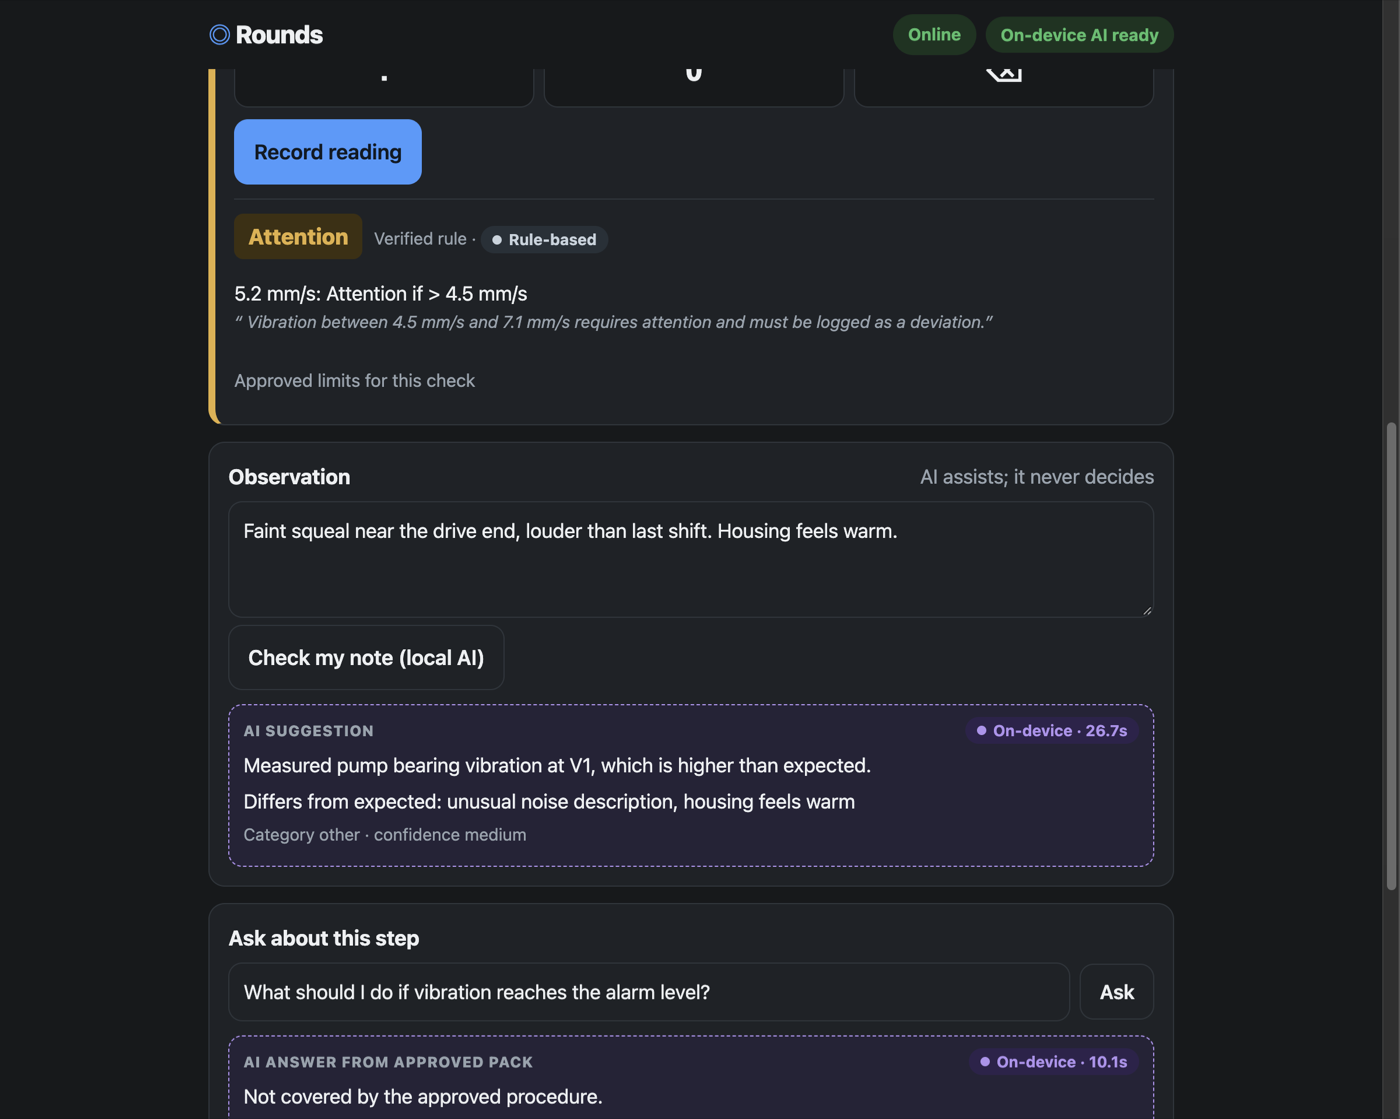 Rounds
Online
On-device AI ready
Record reading
Attention
Verified rule ·
Rule-based
5.2 mm/s: Attention if > 4.5 mm/s
“ Vibration between 4.5 mm/s and 7.1 mm/s requires attention and must be logged as a deviation.”
Approved limits for this check
Observation
AI assists; it never decides
Faint squeal near the drive end, louder than last shift. Housing feels warm.
Check my note (local AI)
AI SUGGESTION
On-device · 26.7s
Measured pump bearing vibration at V1, which is higher than expected.
Differs from expected: unusual noise description, housing feels warm
Category other · confidence medium
Ask about this step
What should I do if vibration reaches the alarm level?
Ask
AI ANSWER FROM APPROVED PACK
On-device · 10.1s
Not covered by the approved procedure.